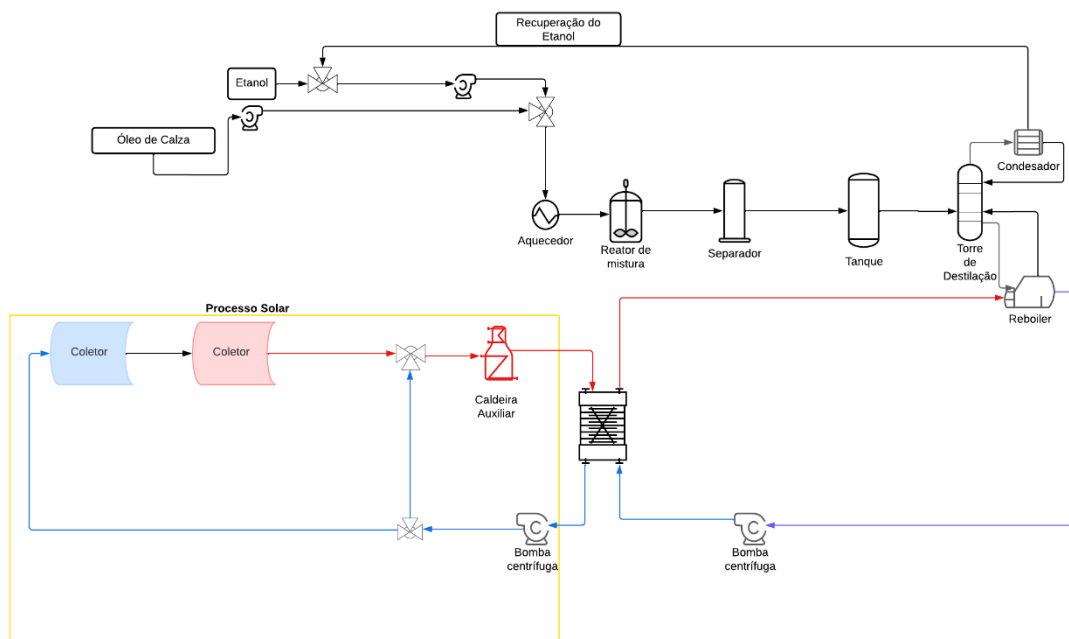 Recuperação do
Etanol
Etanol
Óleo de Calza
Condesador
Aquecedor
Reator de
mistura
Separador
Tanque
Torre
de
Destilação
Reboiler
Processo Solar
Coletor
Coletor
Caldeira
Auxiliar
C
Bomba
centrífuga
C
Bomba
centrífuga